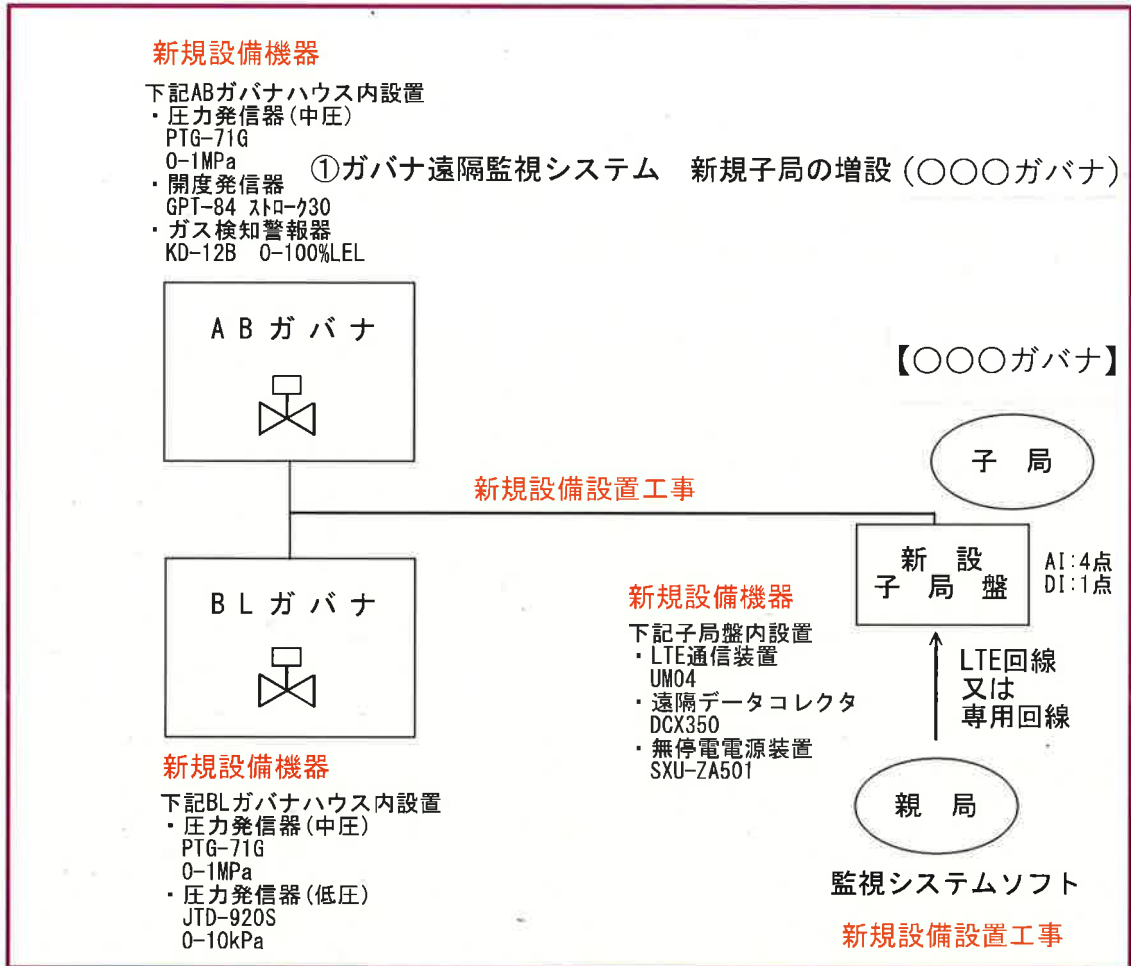 新規設備機器
下記ABガバナハウス内設置
・圧力発信器(中圧)
PTG-71G
0-1MPa
①ガバナ遠隔監視システム 新規子局の増設(○○○ガバナ)
・開度発信器
GPT-84 ストローク30
・ガス検知警報器
KD-12B 0-100%LEL
ABガバナ
【○○○ガバナ】
子局
新規設備設置工事
新設
子局盤
AI:4点
DI:1点
BLガバナ
新規設備機器
下記子局盤内設置
・LTE通信装置
UM04
・遠隔データコレクタ
DCX350
・無停電電源装置
SXU-ZA501
LTE回線
又は
専用回線
新規設備機器
下記BLガバナハウス内設置
・圧力発信器(中圧)
PTG-71G
0-1MPa
・圧力発信器(低圧)
JTD-920S
0-10kPa
親局
監視システムソフト
新規設備設置工事